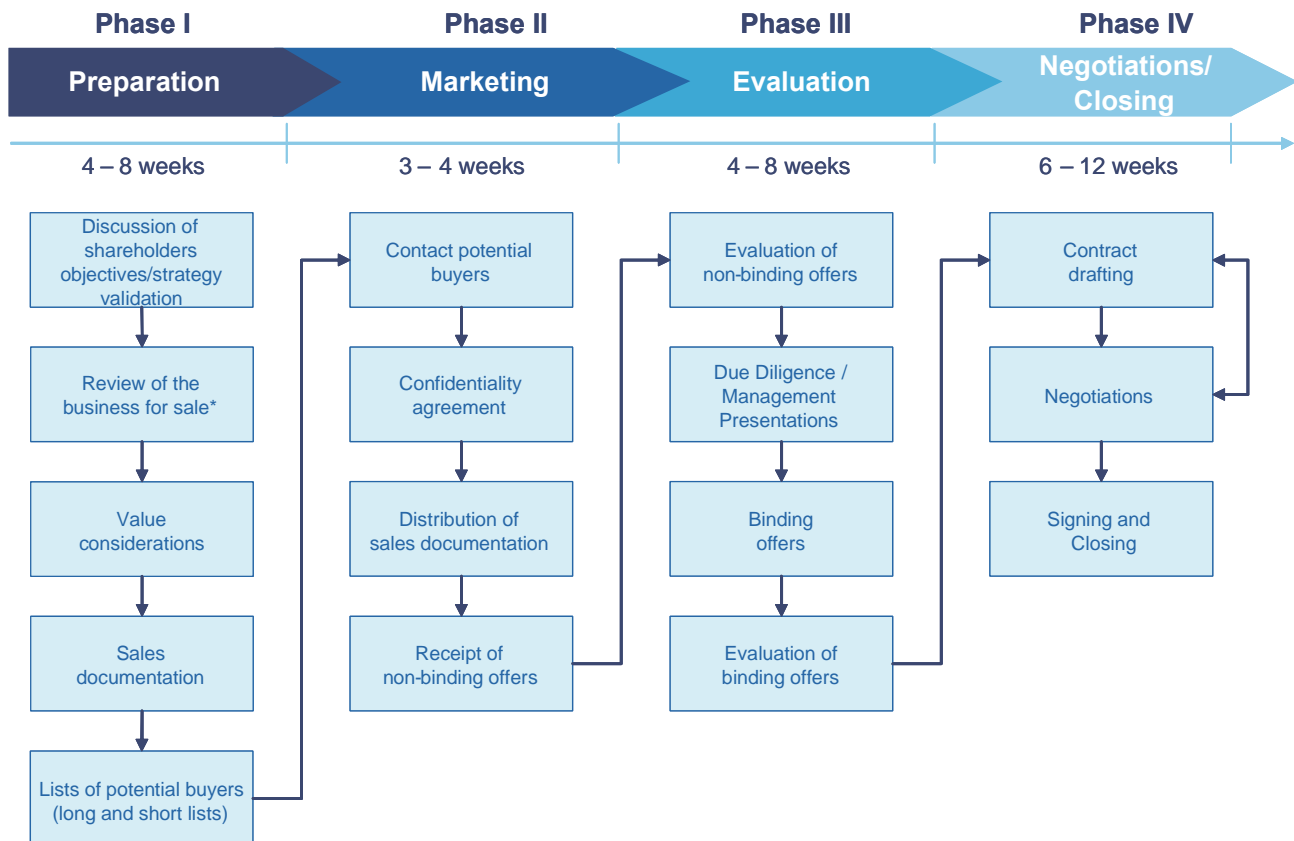 Phase I
Phase II
Phase III
Phase IV
Preparation
Marketing
Evaluation
Negotiations/
Closing
4 – 8 weeks
3 – 4 weeks
4 – 8 weeks
6 – 12 weeks
Discussion of
shareholders
objectives/strategy
validation
Review of the
business for sale*
Value
considerations
Sales
documentation
Lists of potential buyers
(long and short lists)
Contact potential
buyers
Confidentiality
agreement
Distribution of
sales documentation
Receipt of
non-binding offers
Evaluation of
non-binding offers
Due Diligence /
Management
Presentations
Binding
offers
Evaluation of
binding offers
Contract
drafting
Negotiations
Signing and
Closing